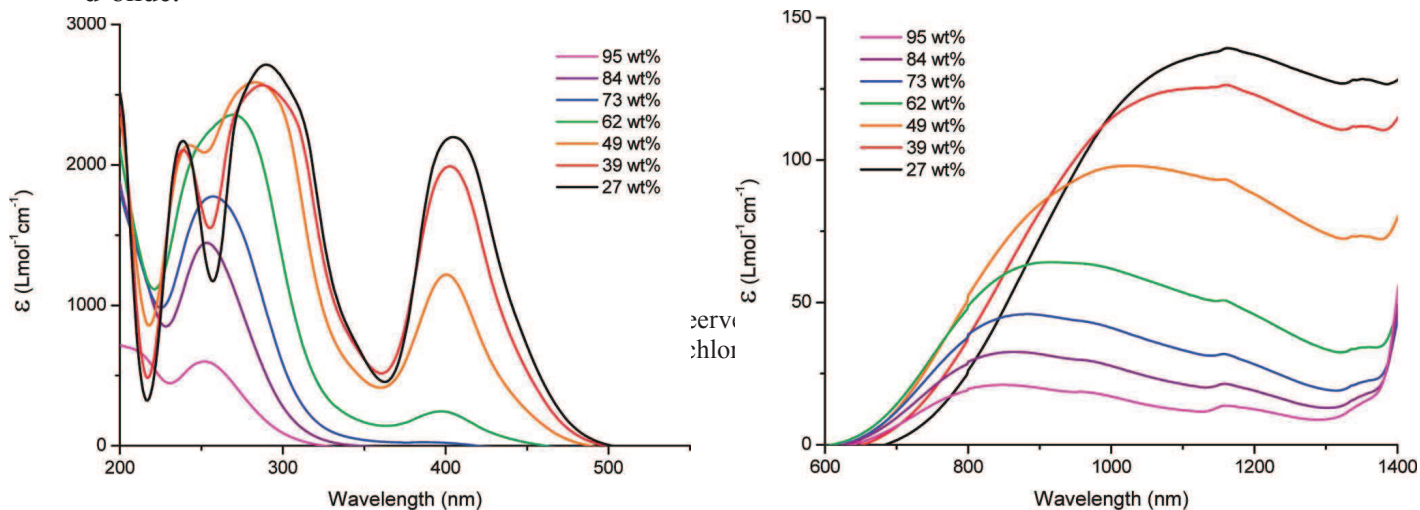 3000
2000
1000
0
ε (Lmol⁻¹cm⁻¹)
95 wt%
84 wt%
73 wt%
62 wt%
49 wt%
39 wt%
27 wt%
200 300 400 500
Wavelength (nm)
150
100
50
0
ε (Lmol⁻¹cm⁻¹)
95 wt%
84 wt%
73 wt%
62 wt%
49 wt%
39 wt%
27 wt%
600 800 1000 1200 1400
Wavelength (nm)